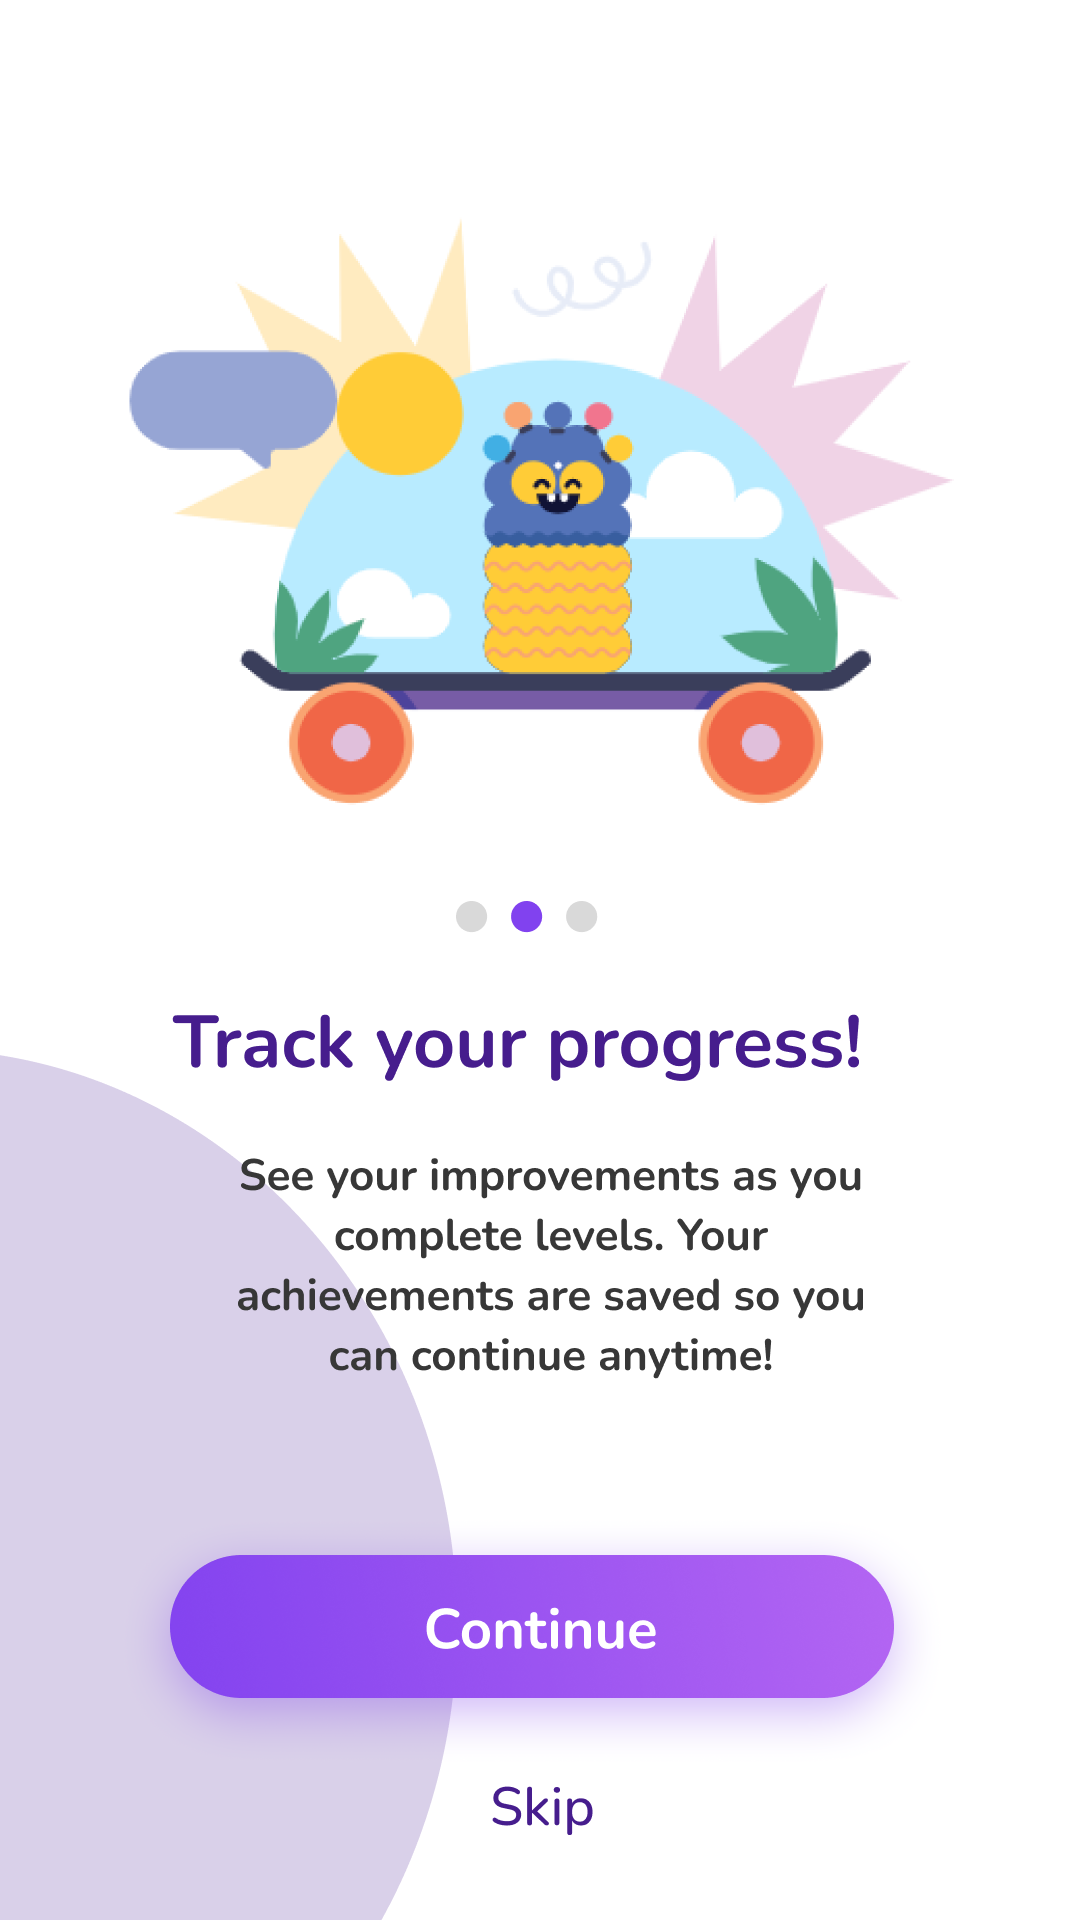 Track your progress!
See your improvements as you
complete levels. Your
achievements are saved so you
can continue anytime!
Continue
Skip